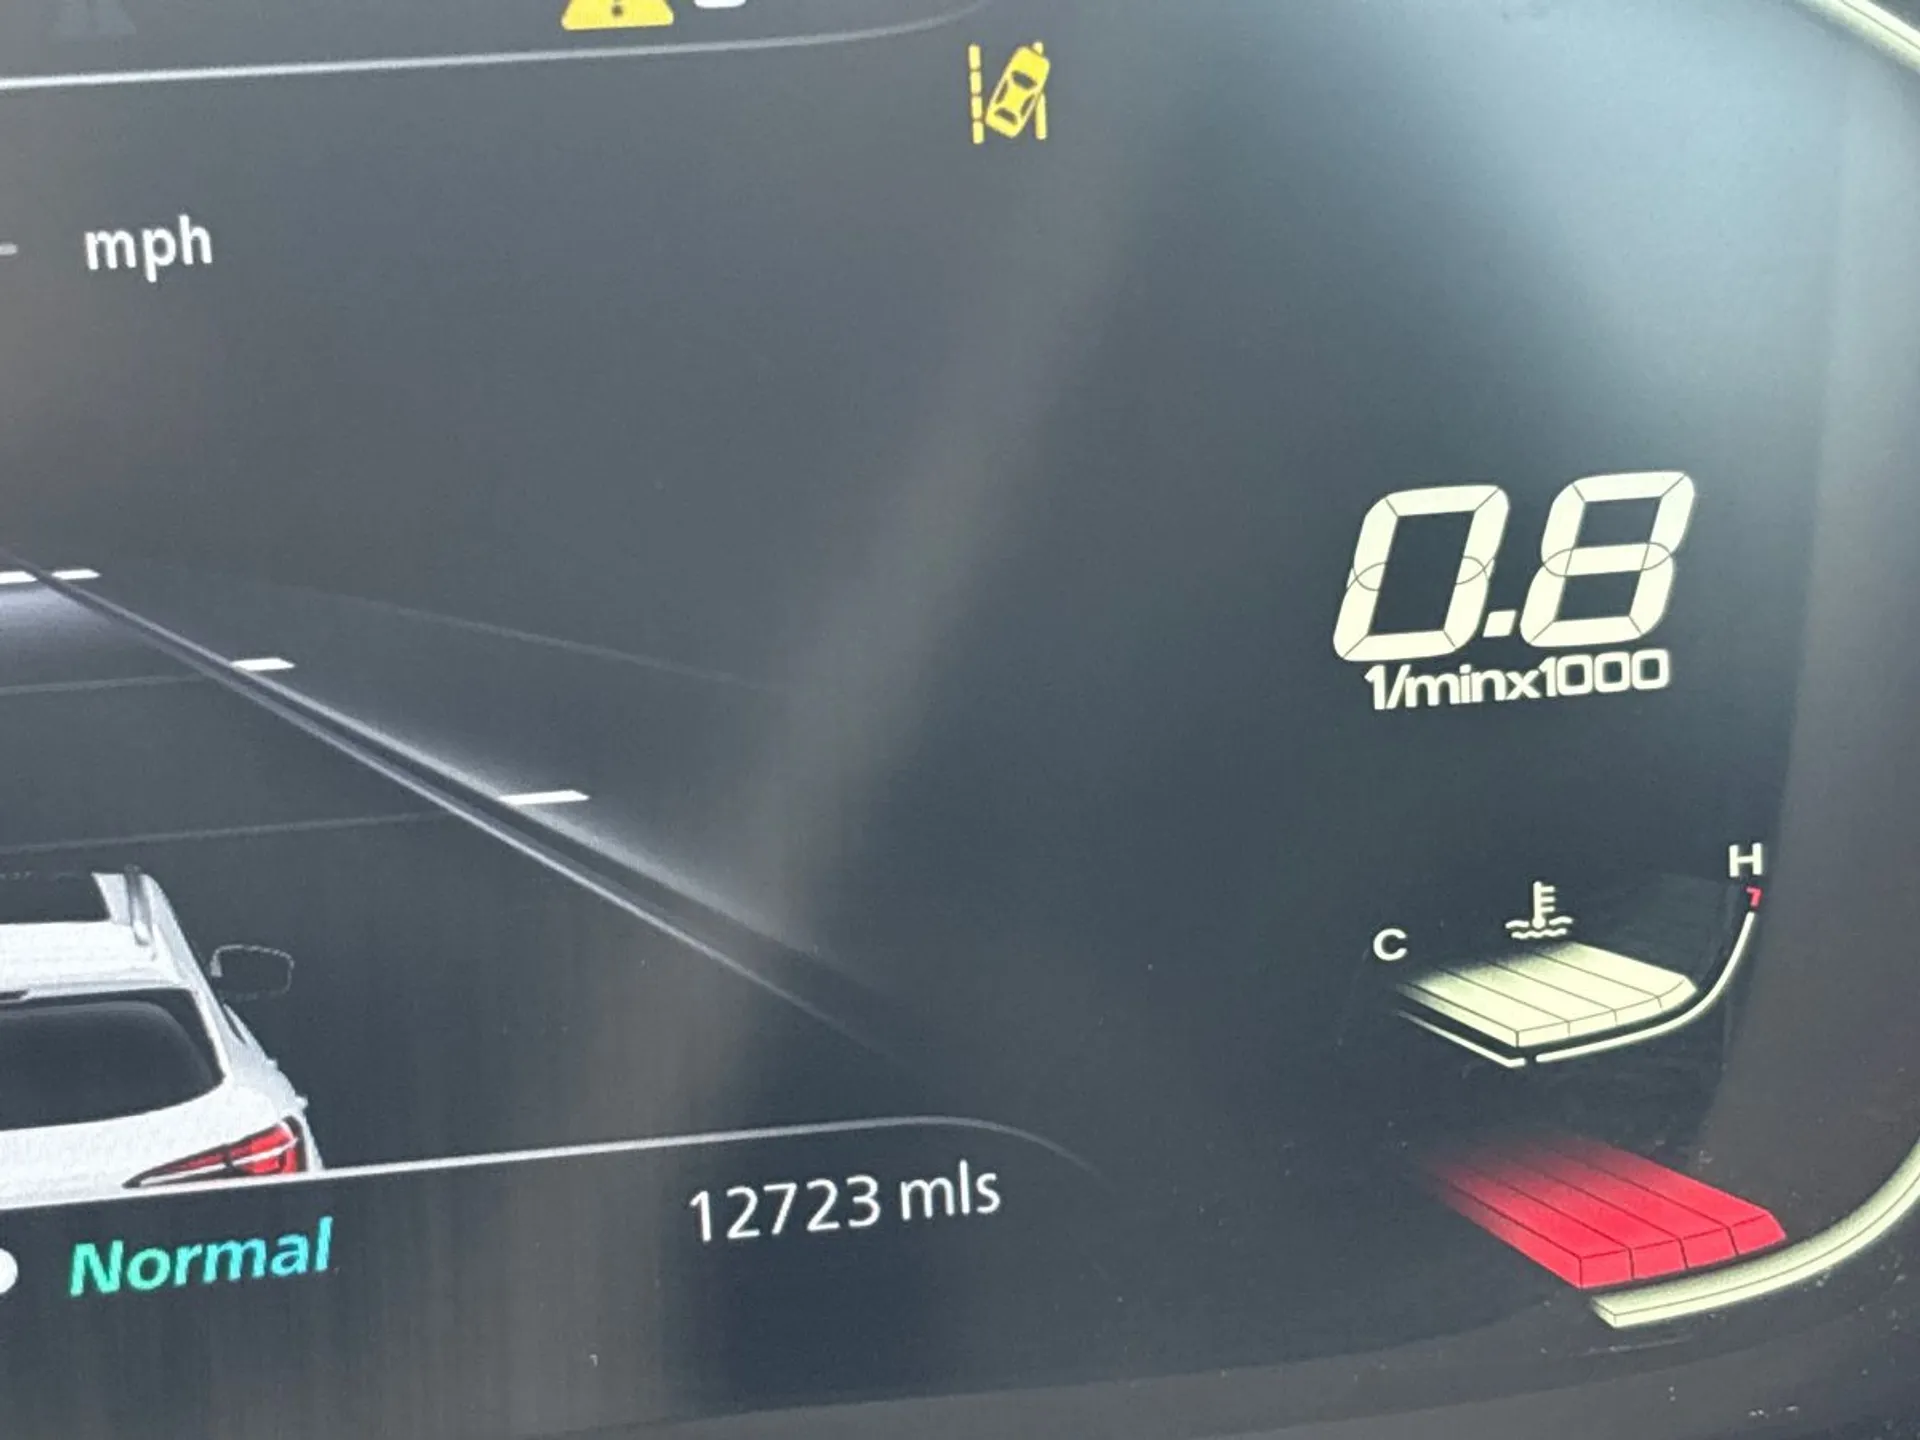 mph
0.8
1/minx1000
H
C
12723 mls
Normal